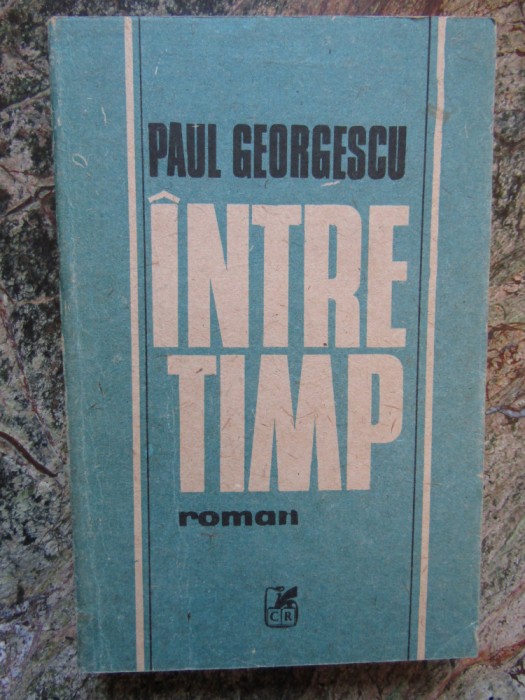 PAUL GEORGESCU
ÎNTRE
TIMP
roman
CR